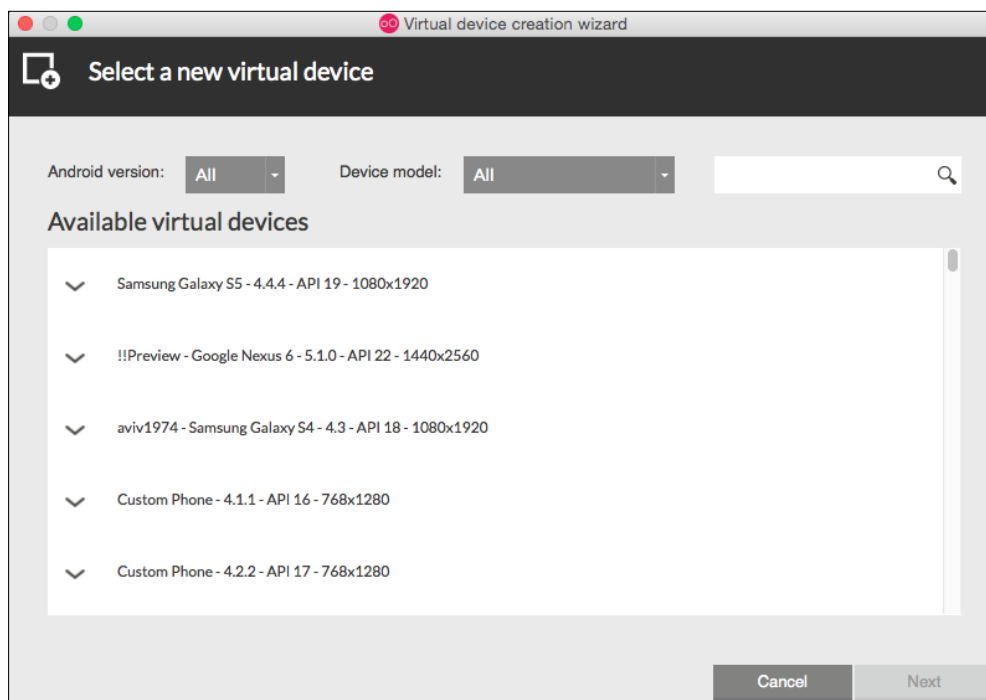 Virtual device creation wizard
Select a new virtual device
Android version: All Device model: All
Available virtual devices
Samsung Galaxy S5 - 4.4.4 - API 19 - 1080x1920
!!Preview - Google Nexus 6 - 5.1.0 - API 22 - 1440x2560
aviv1974 - Samsung Galaxy S4 - 4.3 - API 18 - 1080x1920
Custom Phone - 4.1.1 - API 16 - 768x1280
Custom Phone - 4.2.2 - API 17 - 768x1280
Cancel Next